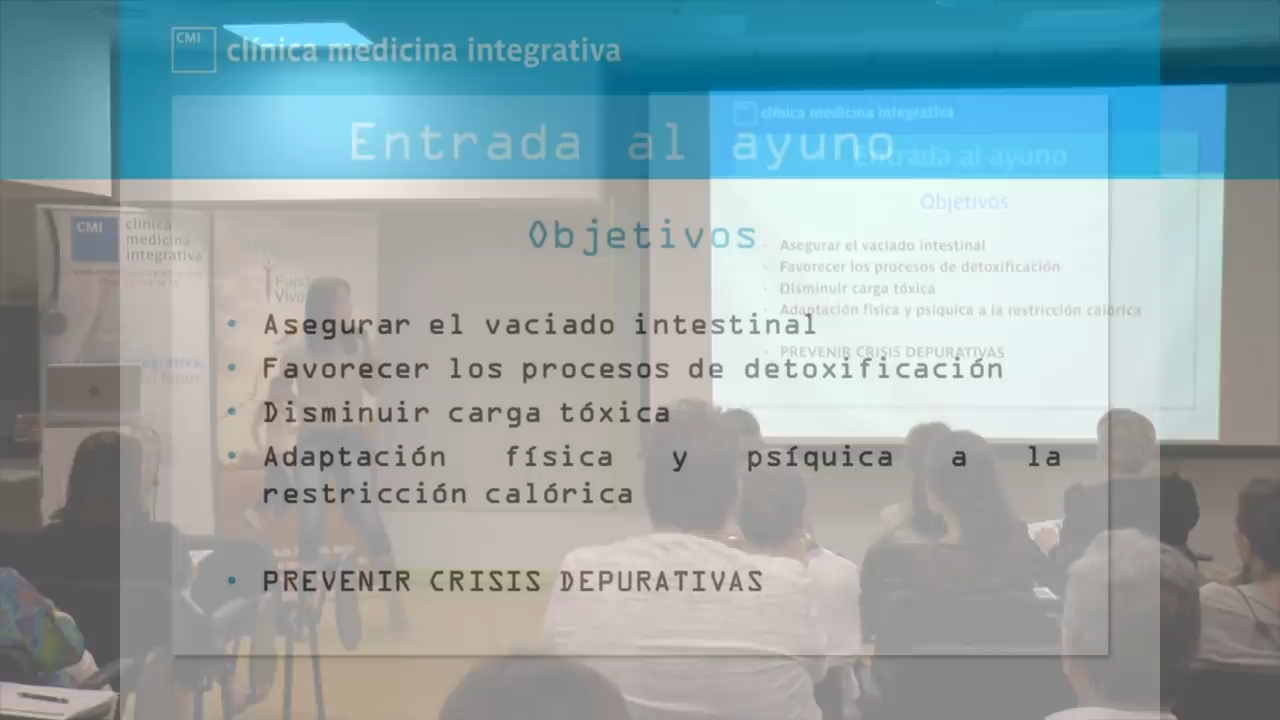 CMI clínica medicina integrativa
Entrada al ayuno
Objetivos
• Asegurar el vaciado intestinal
• Favorecer los procesos de detoxificación
• Disminuir carga tóxica
• Adaptación física y psíquica a la
restricción calórica
• PREVENIR CRISIS DEPURATIVAS
clínica medicina integrativa
Entrada al ayuno
Objetivos
Asegurar el vaciado intestinal
Favorecer los procesos de detoxificación
Disminuir carga tóxica
Adaptación física y psíquica a la restricción calórica
PREVENIR CRISIS DEPURATIVAS
CMI
clínica
medicina
integrativa